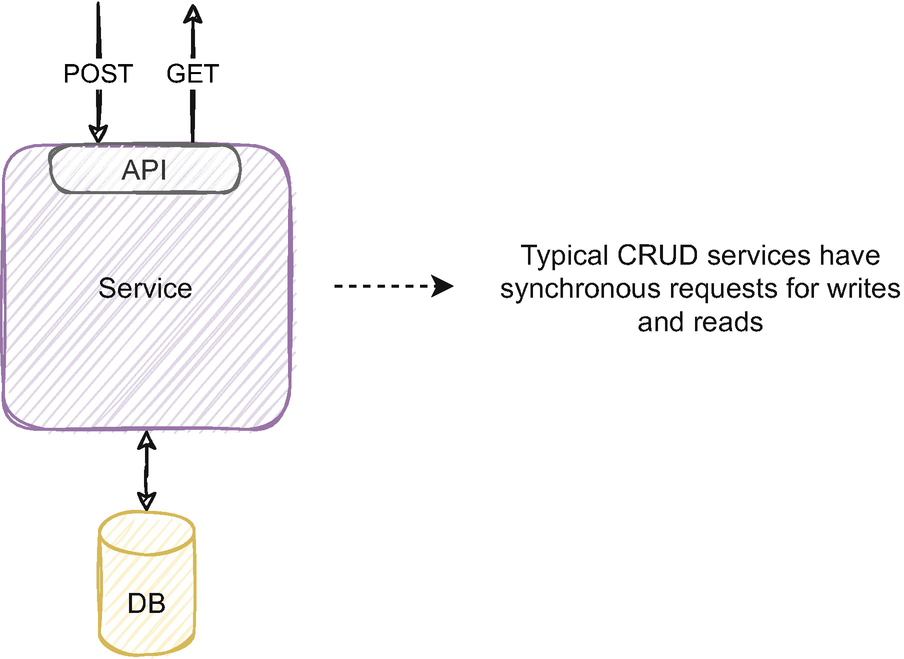 POST GET
API
Service
Typical CRUD services have
synchronous requests for writes
and reads
DB